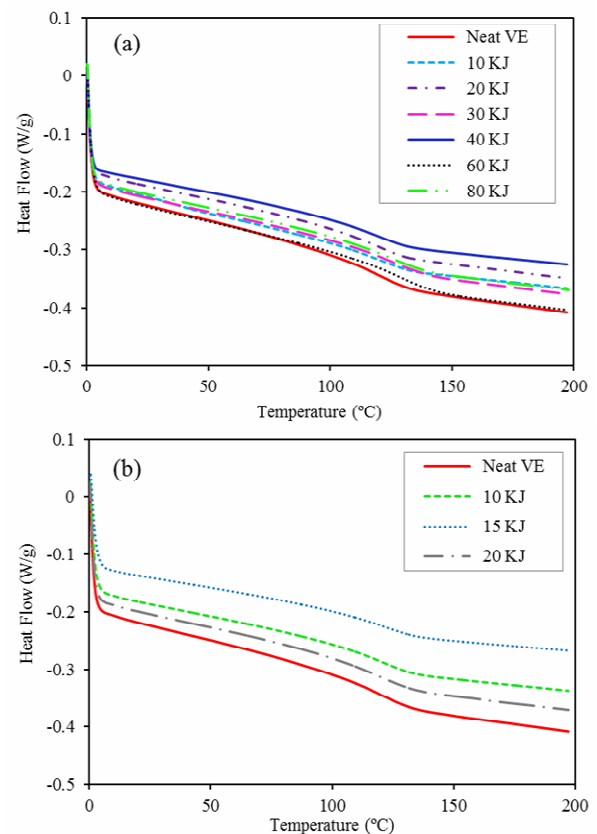 (a)
Neat VE
10 KJ
20 KJ
30 KJ
40 KJ
60 KJ
80 KJ
0.1
0
-0.1
-0.2
-0.3
-0.4
-0.5
Heat Flow (W/g)
0 50 100 150 200
Temperature (ºC)
(b)
Neat VE
10 KJ
15 KJ
20 KJ
0.1
0
-0.1
-0.2
-0.3
-0.4
-0.5
Heat Flow (W/g)
0 50 100 150 200
Temperature (ºC)